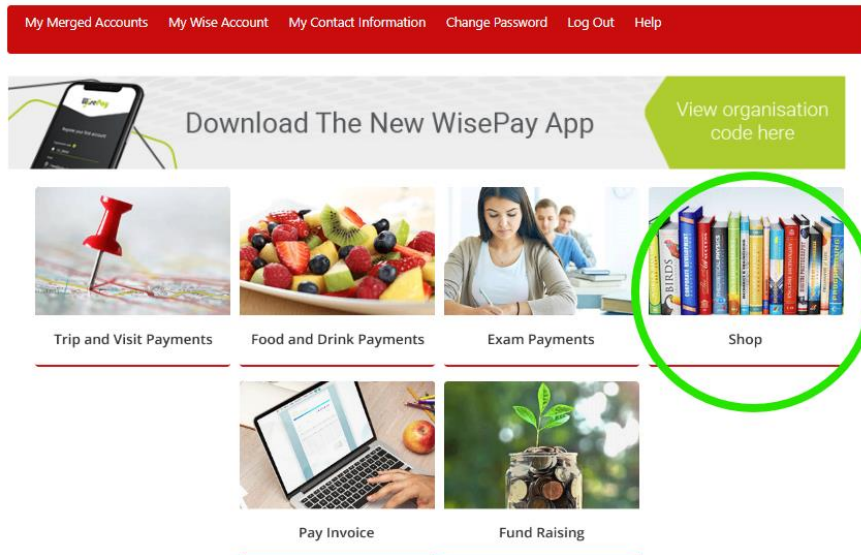 My Merged Accounts My Wise Account My Contact Information Change Password Log Out Help
WisePay
Download The New WisePay App
View organisation
code here
BIRDS
Trip and Visit Payments Food and Drink Payments Exam Payments Shop
Pay Invoice Fund Raising